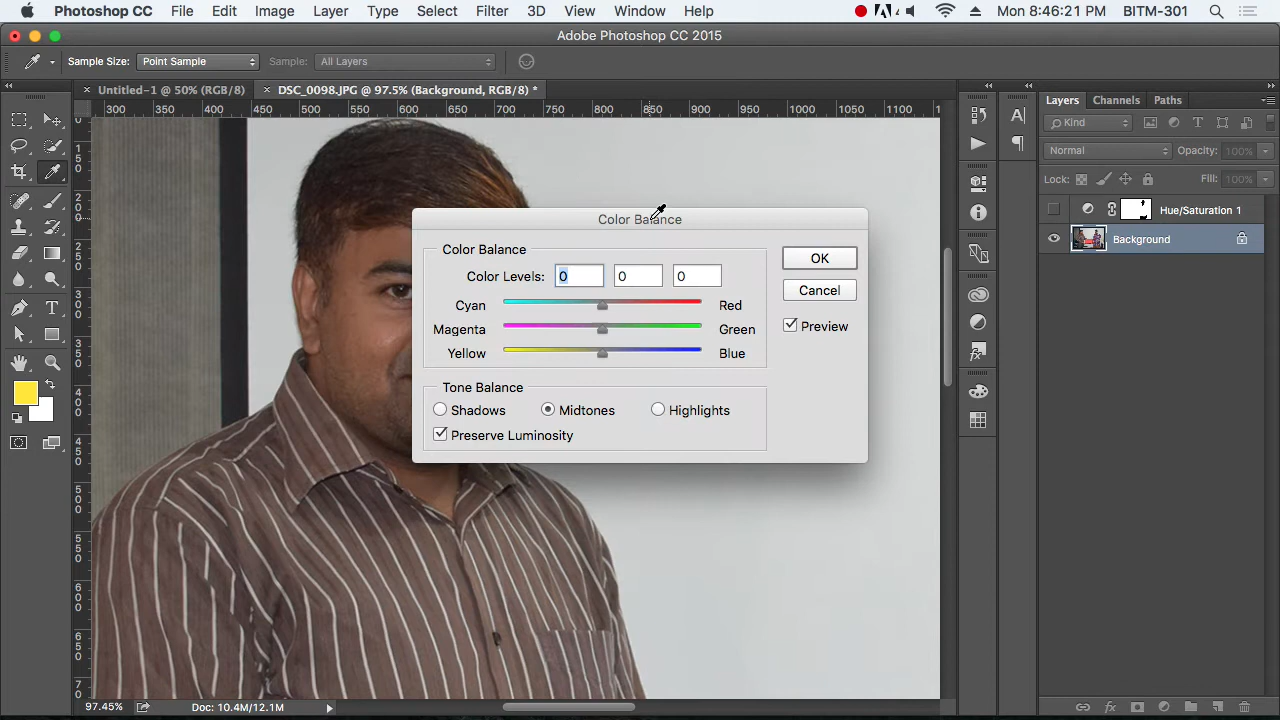 Photoshop CC File Edit Image Layer Type Select Filter 3D View Window Help Mon 8:46:21 PM BITM-301
Adobe Photoshop CC 2015
Sample Size: Point Sample Sample: All Layers
Untitled-1 @ 50% (RGB/8) DSC_0098.JPG @ 97.5% (Background, RGB/8) *
300 400 450 500 550 600 650 700 750 800 850 900 950 1000 1050 1100
Layers Channels Paths
Kind
Normal Opacity: 100%
Lock: Fill: 100%
Hue/Saturation 1
Background
Color Balance
Color Balance
Color Levels: 0 0 0
Cyan Red
Magenta Green
Yellow Blue
Tone Balance
Shadows Midtones Highlights
Preserve Luminosity
OK
Cancel
Preview
97.45% Doc: 10.4M/12.1M